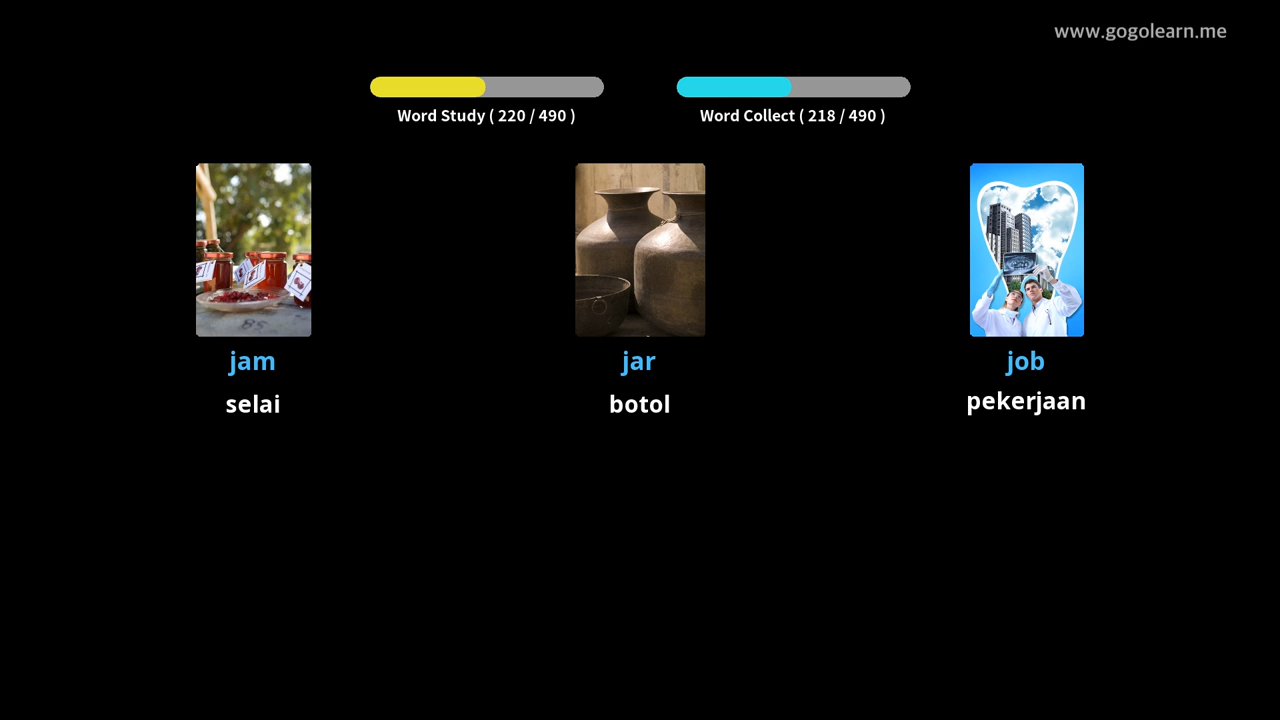 www.gogolearn.me
Word Study ( 220 / 490 )
Word Collect ( 218 / 490 )
jam
jar
job
selai
botol
pekerjaan